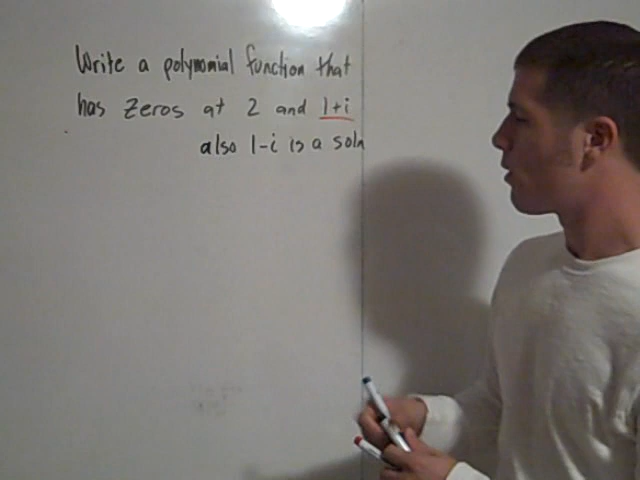 Write a polynomial function that
has zeros at 2 and 1+i
also 1-i is a soln